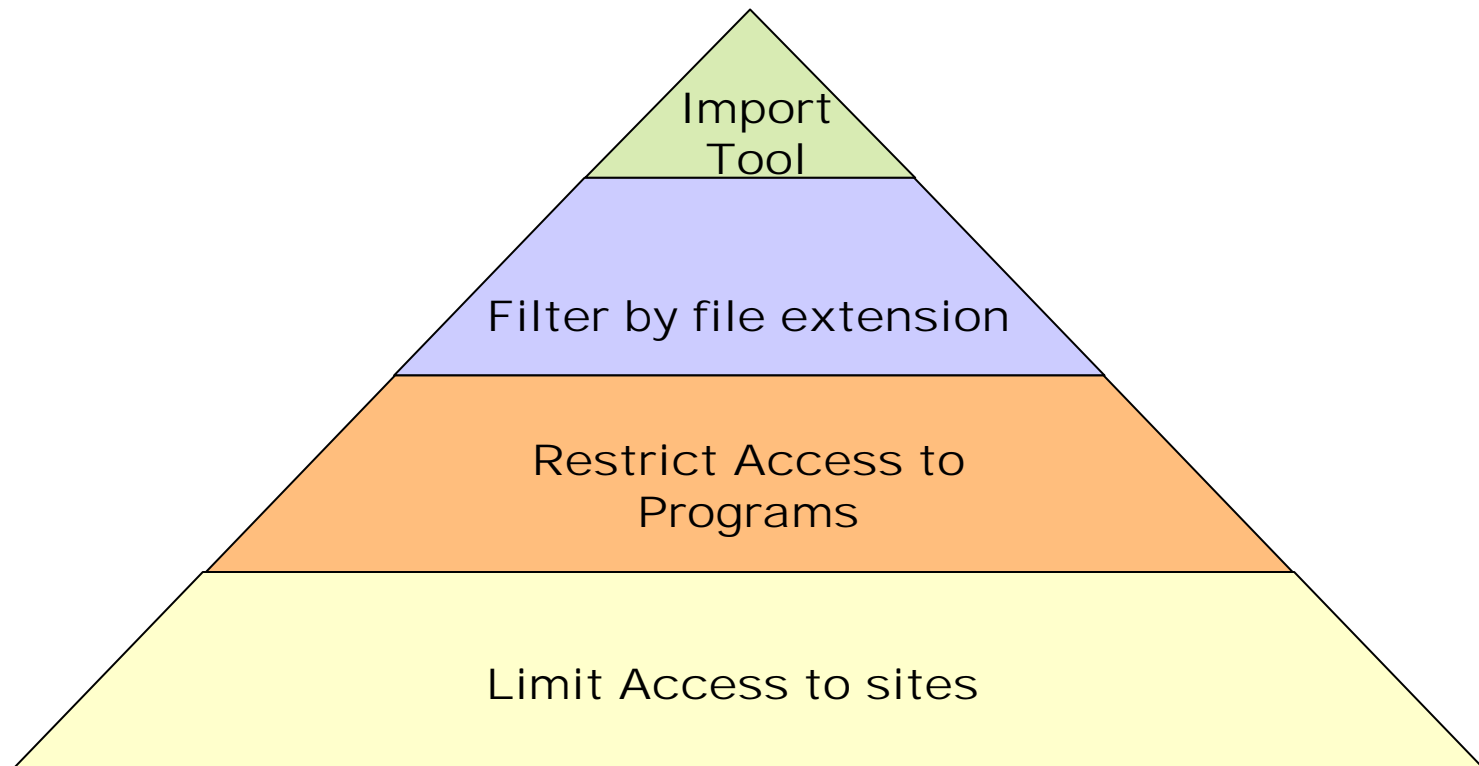 Import
Tool
Filter by file extension
Restrict Access to
Programs
Limit Access to sites